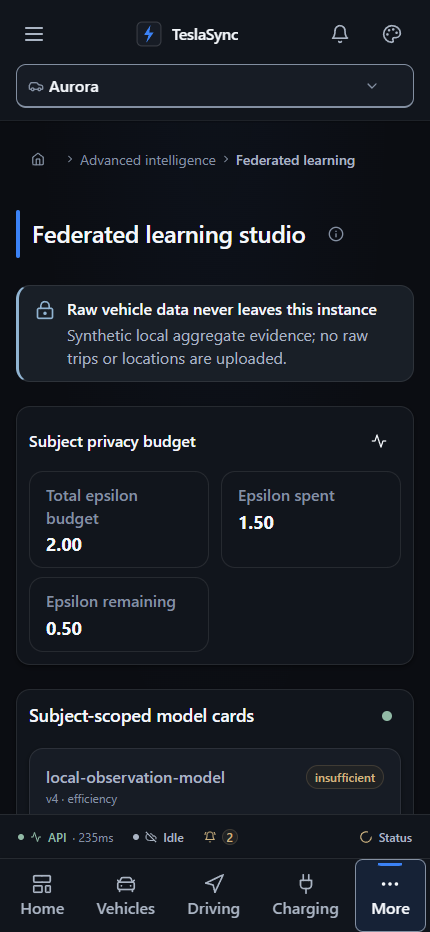 TeslaSync
Aurora
Advanced intelligence
Federated learning
Federated learning studio
Raw vehicle data never leaves this instance
Synthetic local aggregate evidence; no raw
trips or locations are uploaded.
Subject privacy budget
Total epsilon
budget
2.00
Epsilon spent
1.50
Epsilon remaining
0.50
Subject-scoped model cards
local-observation-model
insufficient
v4 · efficiency
API · 235ms
Idle
2
Status
Home
Vehicles
Driving
Charging
More